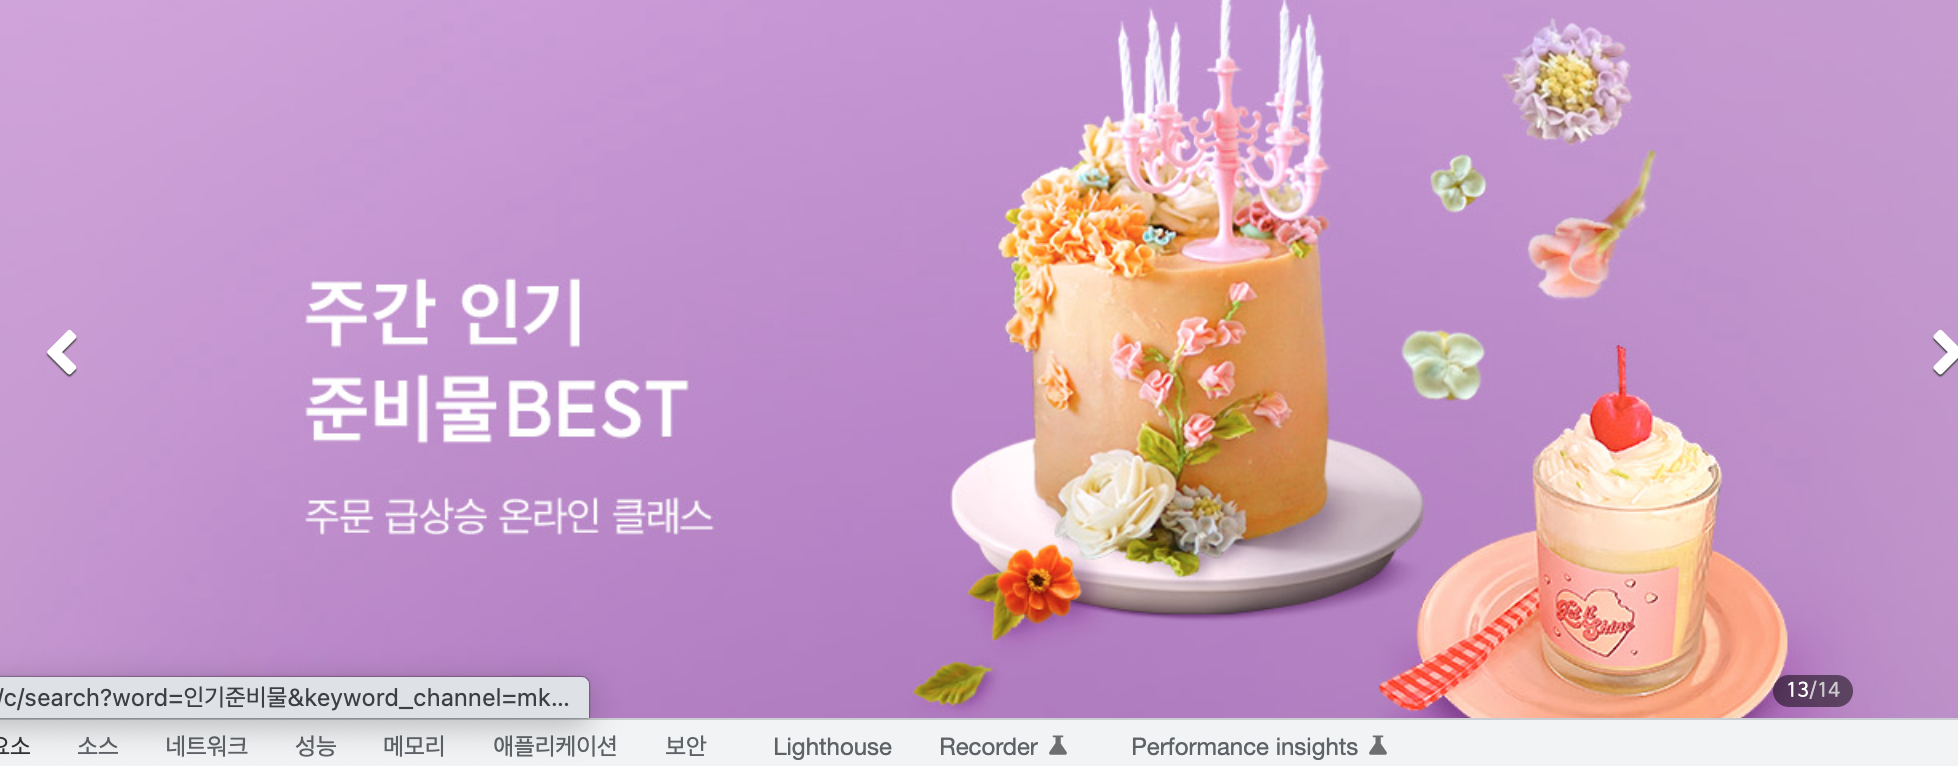 주간 인기
준비물BEST
주문 급상승 온라인 클래스
Let it
Shine
13/14
/c/search?word=인기준비물&keyword_channel=mk...
요소 소스 네트워크 성능 메모리 애플리케이션 보안 Lighthouse Recorder Performance insights